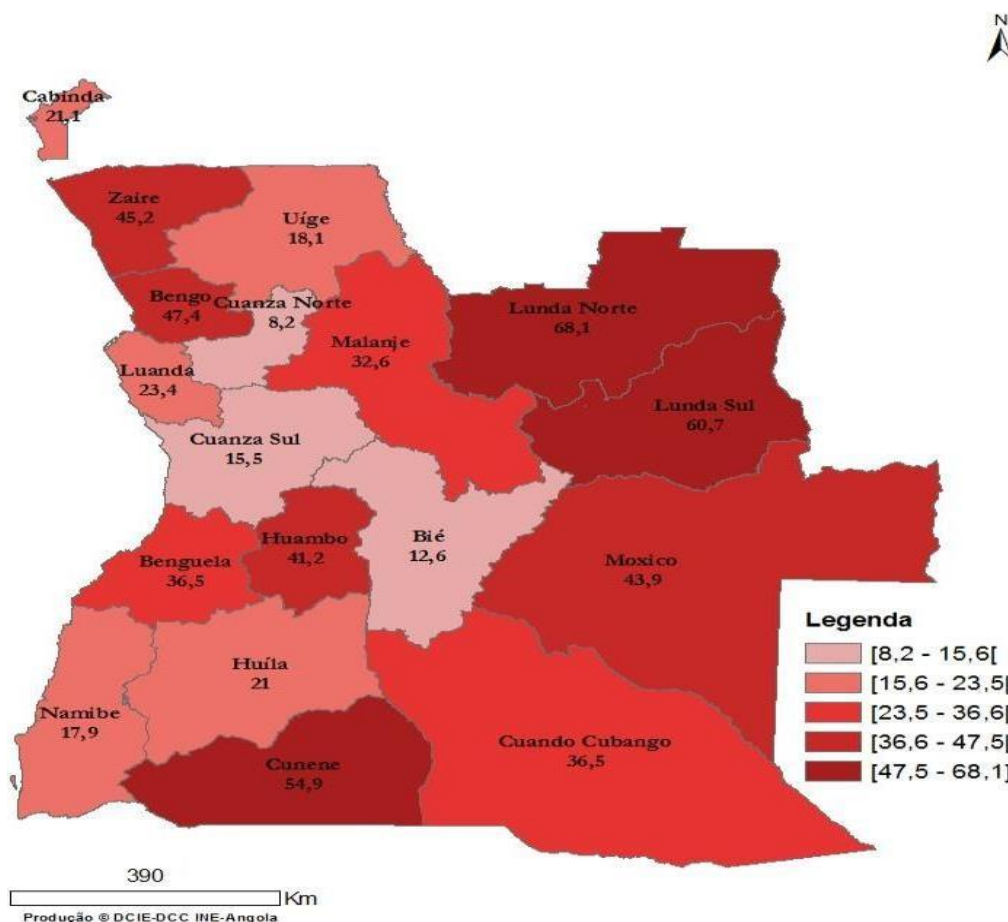 N
Cabinda
21,1
Zaire
45,2
Uíge
18,1
Bengo
47,4
Cuanza Norte
8,2
Lunda Norte
68,1
Malanje
32,6
Luanda
23,4
Lunda Sul
60,7
Cuanza Sul
15,5
Huambo
41,2
Bié
12,6
Benguela
36,5
Moxico
43,9
Huíla
21
Namibe
17,9
Cunene
54,9
Cuando Cubango
36,5
Legenda
[8,2 - 15,6[
[15,6 - 23,5[
[23,5 - 36,6[
[36,6 - 47,5[
[47,5 - 68,1]
390
Km
Produção © DCIE-DCC INE-Angola